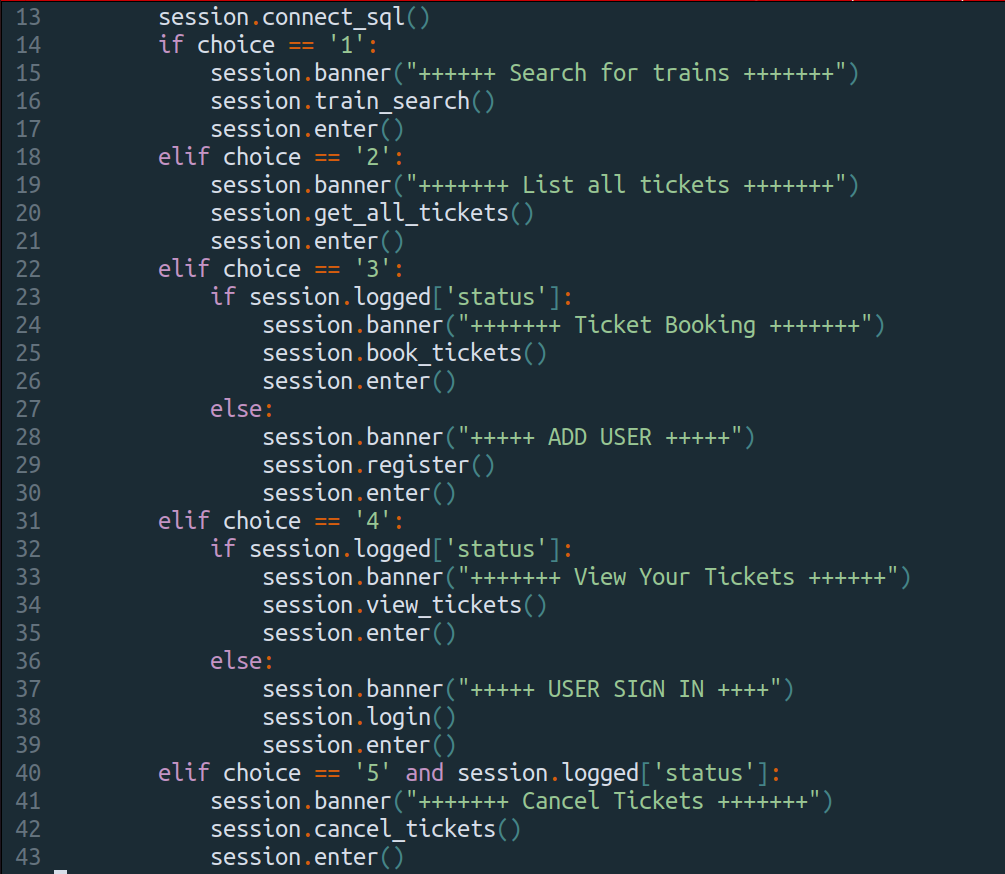 13         session.connect_sql()
14         if choice == '1':
15             session.banner("++++++ Search for trains +++++++")
16             session.train_search()
17             session.enter()
18         elif choice == '2':
19             session.banner("+++++++ List all tickets +++++++")
20             session.get_all_tickets()
21             session.enter()
22         elif choice == '3':
23             if session.logged['status']:
24                 session.banner("+++++++ Ticket Booking +++++++")
25                 session.book_tickets()
26                 session.enter()
27             else:
28                 session.banner("+++++ ADD USER +++++")
29                 session.register()
30                 session.enter()
31         elif choice == '4':
32             if session.logged['status']:
33                 session.banner("+++++++ View Your Tickets ++++++")
34                 session.view_tickets()
35                 session.enter()
36             else:
37                 session.banner("+++++ USER SIGN IN ++++")
38                 session.login()
39                 session.enter()
40         elif choice == '5' and session.logged['status']:
41             session.banner("+++++++ Cancel Tickets +++++++")
42             session.cancel_tickets()
43             session.enter()